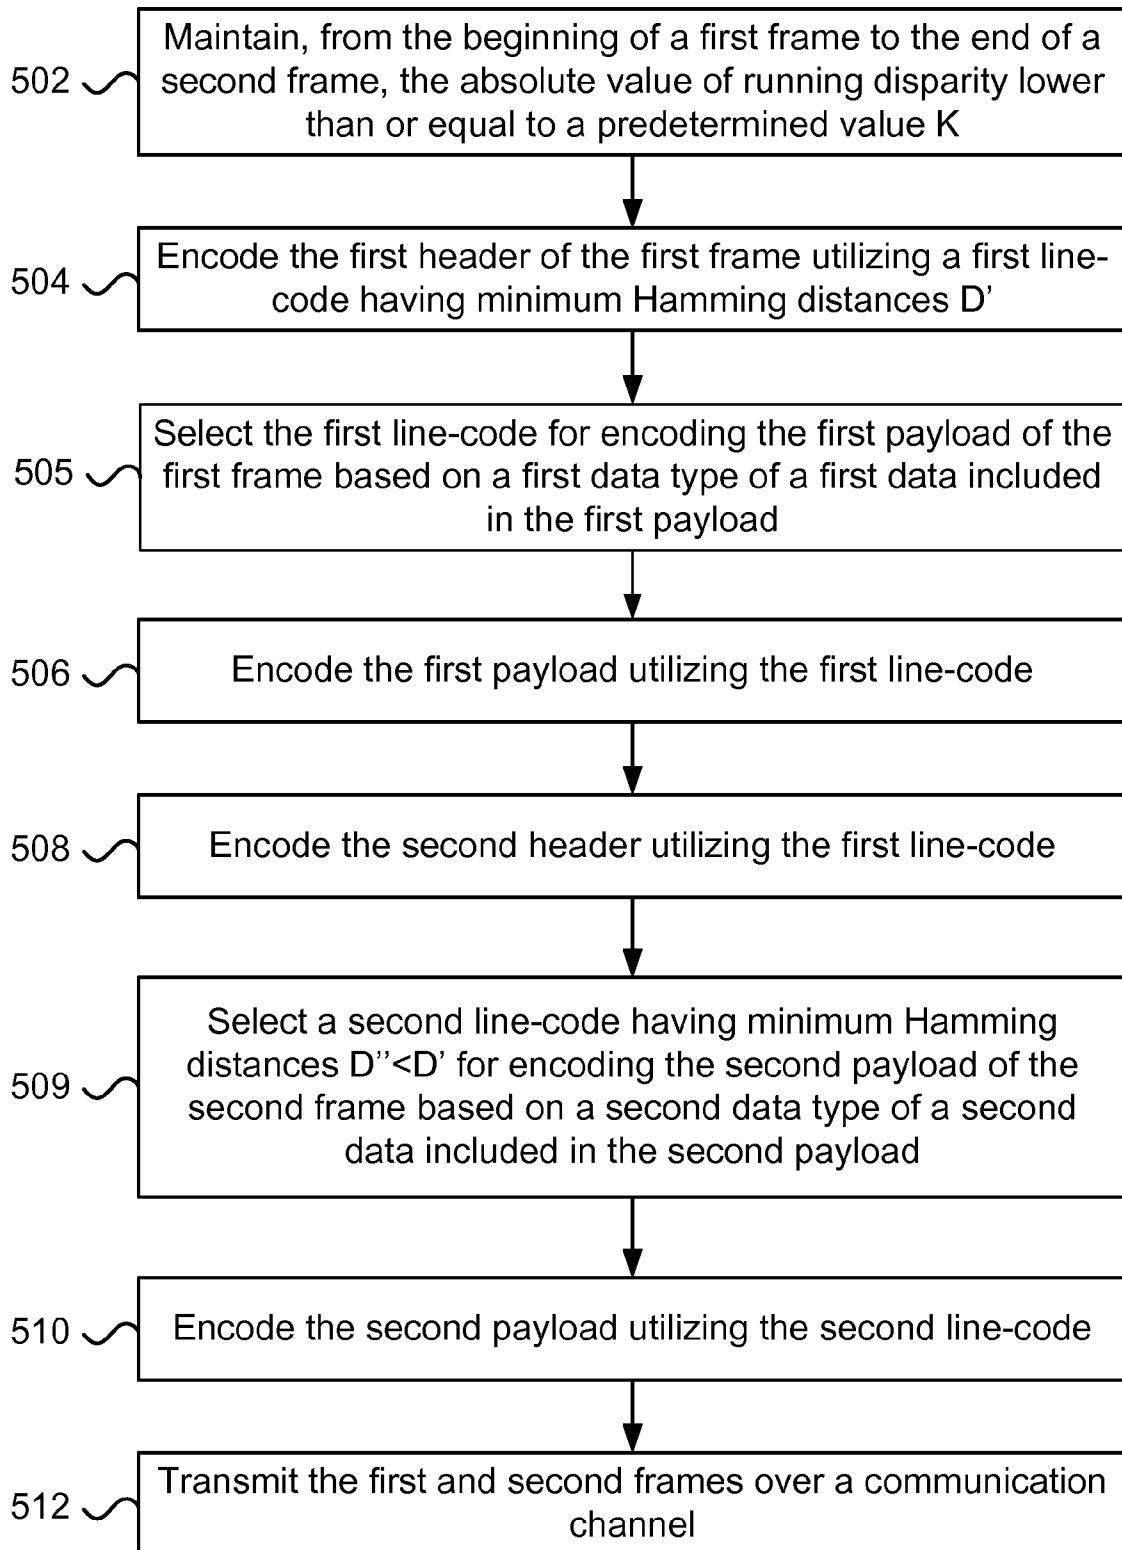 Maintain, from the beginning of a first frame to the end of a
502 second frame, the absolute value of running disparity lower
than or equal to a predetermined value K
Encode the first header of the first frame utilizing a first line-
504
code having minimum Hamming distances D’
Select the first line-code for encoding the first payload of the
505 first frame based on a first data type of a first data included
in the first payload
506 Encode the first payload utilizing the first line-code
508 Encode the second header utilizing the first line-code
Select a second line-code having minimum Hamming
distances D’’<D’ for encoding the second payload of the
509
second frame based on a second data type of a second
data included in the second payload
510 Encode the second payload utilizing the second line-code
Transmit the first and second frames over a communication
512
channel